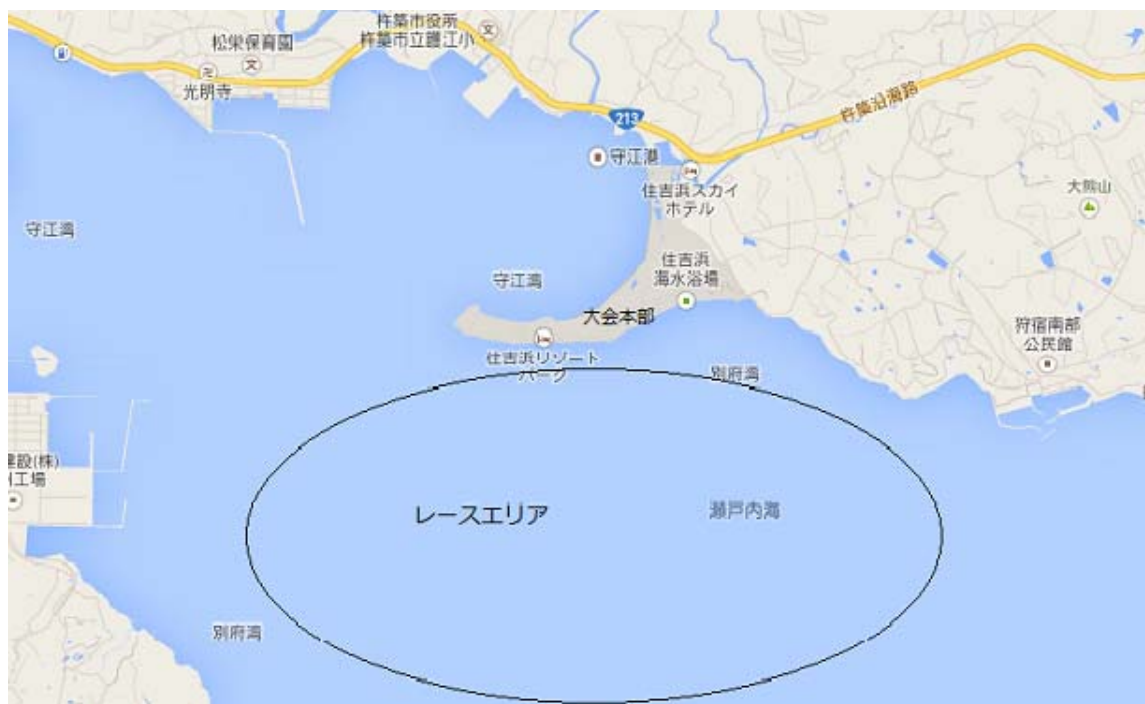 杵築市役所
杵築市立護江小
松栄保育園
光明寺
213
杵築沿海路
守江港
住吉浜スカイ
ホテル
大熊山
守江湾
守江湾
住吉浜
海水浴場
大会本部
狩宿南部
公民館
住吉浜リゾート
パーク
別府湾
建設(株)
工場
レースエリア
瀬戸内海
別府湾